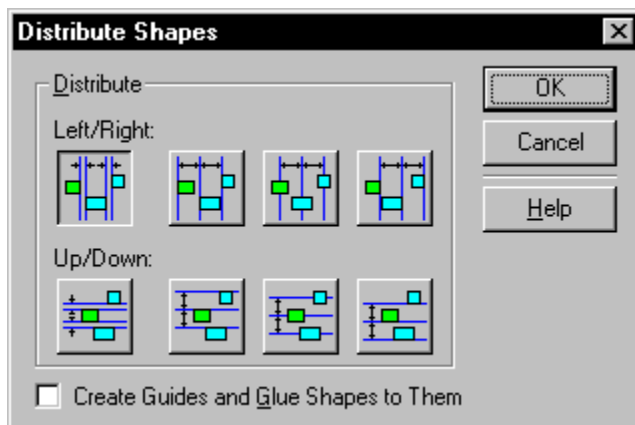 Distribute Shapes
Distribute
Left/Right:
Up/Down:
OK
Cancel
Help
Create Guides and Glue Shapes to Them